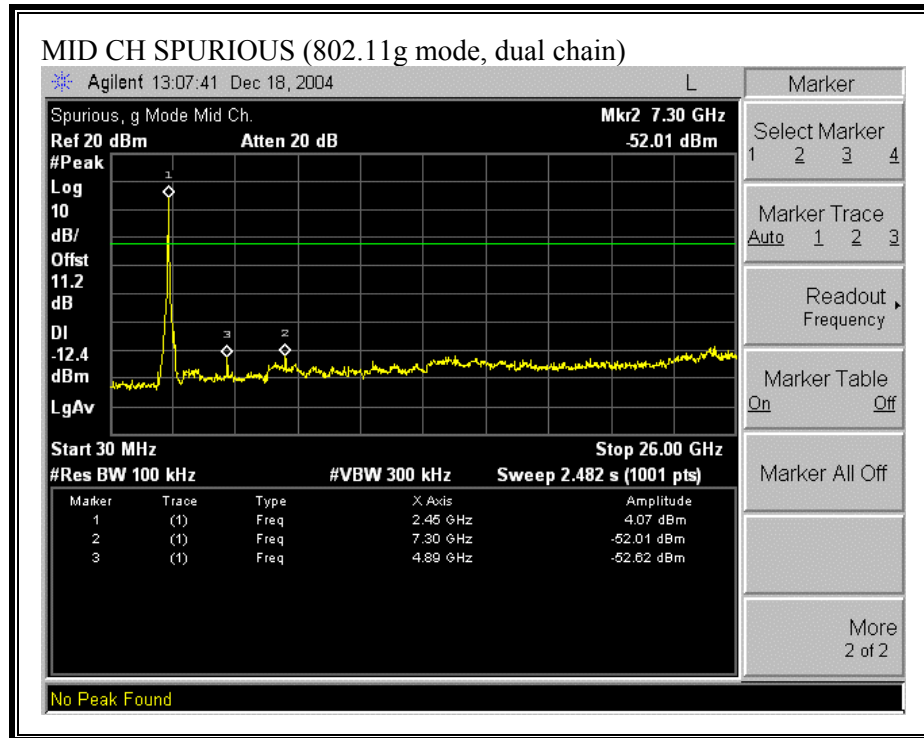 MID CH SPURIOUS (802.11g mode, dual chain)
Agilent 13:07:41 Dec 18, 2004 L
Spurious, g Mode Mid Ch. Mkr2 7.30 GHz
Ref 20 dBm Atten 20 dB -52.01 dBm
#Peak
Log
10
dB/
Offst
11.2
dB
DI
-12.4
dBm
LgAv
1
3
2
Start 30 MHz Stop 26.00 GHz
#Res BW 100 kHz #VBW 300 kHz Sweep 2.482 s (1001 pts)
Marker Trace Type X Axis Amplitude
1 (1) Freq 2.45 GHz 4.07 dBm
2 (1) Freq 7.30 GHz -52.01 dBm
3 (1) Freq 4.89 GHz -52.62 dBm
No Peak Found
Marker
Select Marker
1 2 3 4
Marker Trace
Auto 1 2 3
Readout
Frequency
Marker Table
On Off
Marker All Off
More
2 of 2